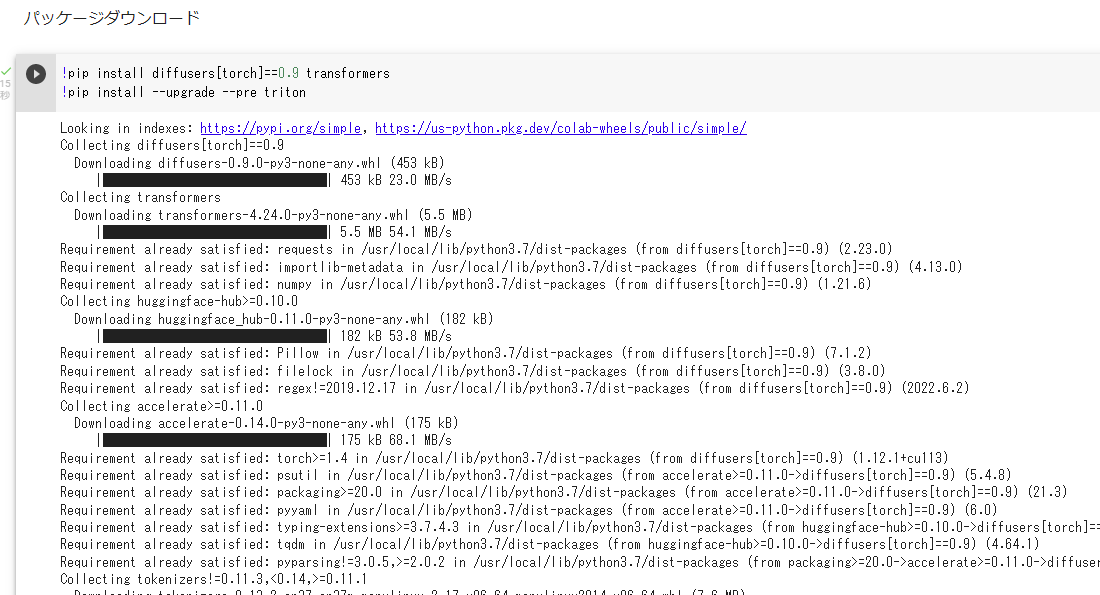 パッケージダウンロード
!pip install diffusers[torch]==0.9 transformers
!pip install --upgrade --pre triton
15
秒
Looking in indexes: https://pypi.org/simple, https://us-python.pkg.dev/colab-wheels/public/simple/
Collecting diffusers[torch]==0.9
Downloading diffusers-0.9.0-py3-none-any.whl (453 kB)
|████████████████████████████████| 453 kB 23.0 MB/s
Collecting transformers
Downloading transformers-4.24.0-py3-none-any.whl (5.5 MB)
|████████████████████████████████| 5.5 MB 54.1 MB/s
Requirement already satisfied: requests in /usr/local/lib/python3.7/dist-packages (from diffusers[torch]==0.9) (2.23.0)
Requirement already satisfied: importlib-metadata in /usr/local/lib/python3.7/dist-packages (from diffusers[torch]==0.9) (4.13.0)
Requirement already satisfied: numpy in /usr/local/lib/python3.7/dist-packages (from diffusers[torch]==0.9) (1.21.6)
Collecting huggingface-hub>=0.10.0
Downloading huggingface_hub-0.11.0-py3-none-any.whl (182 kB)
|████████████████████████████████| 182 kB 53.8 MB/s
Requirement already satisfied: Pillow in /usr/local/lib/python3.7/dist-packages (from diffusers[torch]==0.9) (7.1.2)
Requirement already satisfied: filelock in /usr/local/lib/python3.7/dist-packages (from diffusers[torch]==0.9) (3.8.0)
Requirement already satisfied: regex!=2019.12.17 in /usr/local/lib/python3.7/dist-packages (from diffusers[torch]==0.9) (2022.6.2)
Collecting accelerate>=0.11.0
Downloading accelerate-0.14.0-py3-none-any.whl (175 kB)
|████████████████████████████████| 175 kB 68.1 MB/s
Requirement already satisfied: torch>=1.4 in /usr/local/lib/python3.7/dist-packages (from diffusers[torch]==0.9) (1.12.1+cu113)
Requirement already satisfied: psutil in /usr/local/lib/python3.7/dist-packages (from accelerate>=0.11.0->diffusers[torch]==0.9) (5.4.8)
Requirement already satisfied: packaging>=20.0 in /usr/local/lib/python3.7/dist-packages (from accelerate>=0.11.0->diffusers[torch]==0.9) (21.3)
Requirement already satisfied: pyyaml in /usr/local/lib/python3.7/dist-packages (from accelerate>=0.11.0->diffusers[torch]==0.9) (6.0)
Requirement already satisfied: typing-extensions>=3.7.4.3 in /usr/local/lib/python3.7/dist-packages (from huggingface-hub>=0.10.0->diffusers[torch]==
Requirement already satisfied: tqdm in /usr/local/lib/python3.7/dist-packages (from huggingface-hub>=0.10.0->diffusers[torch]==0.9) (4.64.1)
Requirement already satisfied: pyparsing!=3.0.5,>=2.0.2 in /usr/local/lib/python3.7/dist-packages (from packaging>=20.0->accelerate>=0.11.0->diffuser
Collecting tokenizers!=0.11.3,<0.14,>=0.11.1